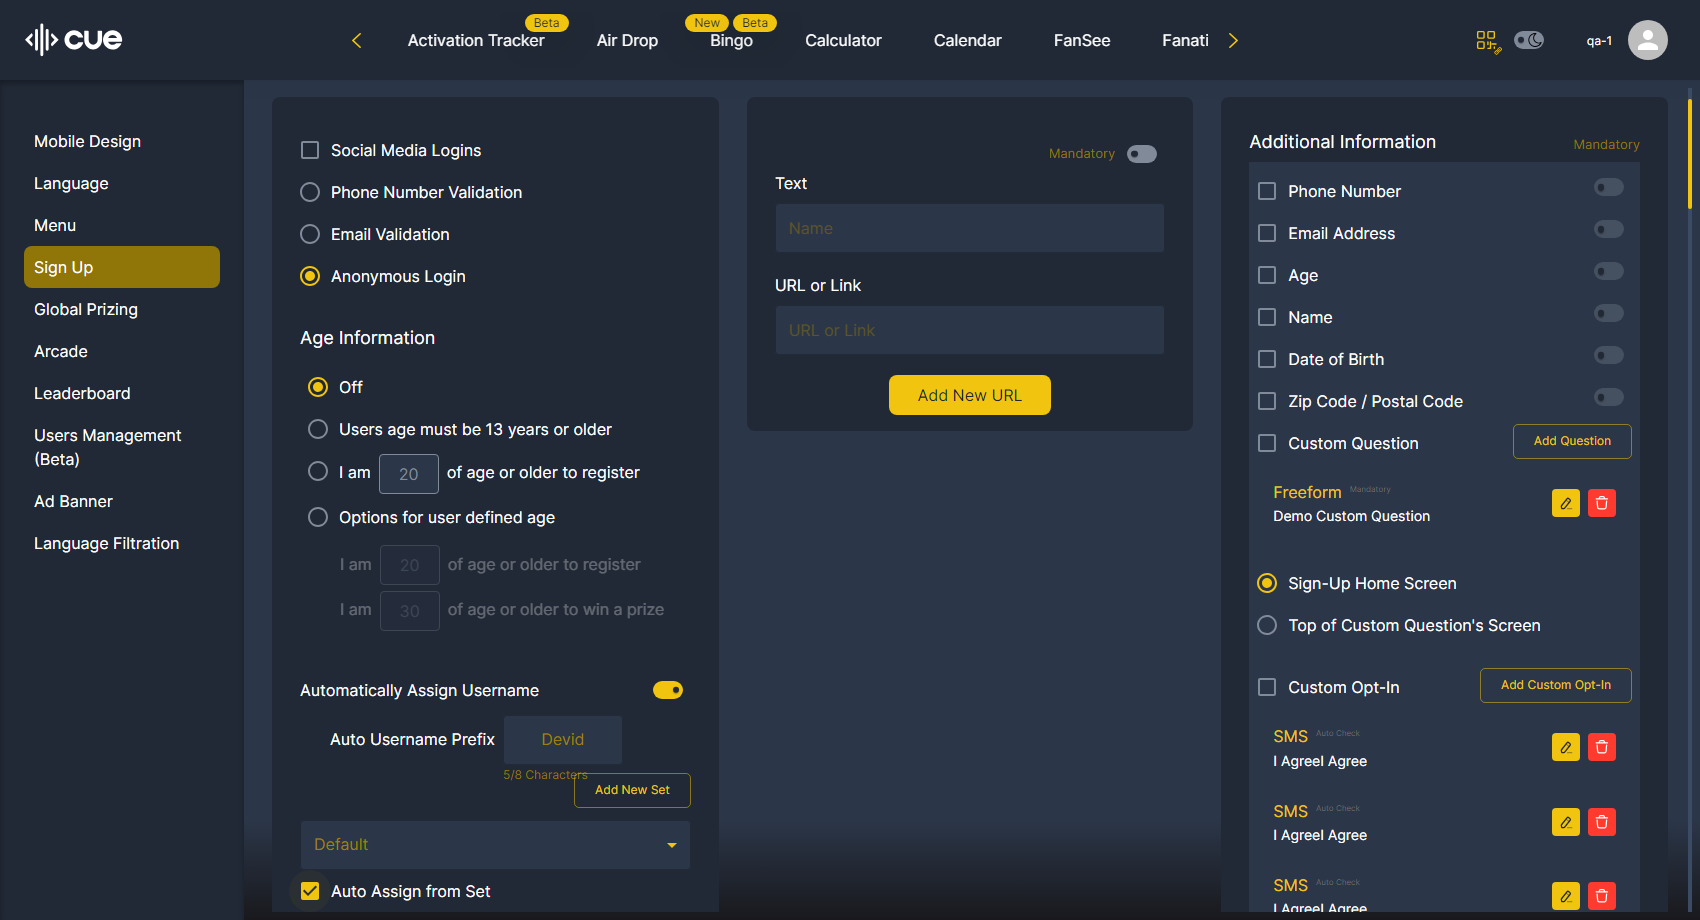 cue
Beta
New
Beta
Activation Tracker
Air Drop
Bingo
Calculator
Calendar
FanSee
Fanati
qa-1
Mobile Design
Language
Menu
Sign Up
Global Prizing
Arcade
Leaderboard
Users Management
(Beta)
Ad Banner
Language Filtration
Social Media Logins
Phone Number Validation
Email Validation
Anonymous Login
Age Information
Off
Users age must be 13 years or older
I am 20 of age or older to register
Options for user defined age
I am 20 of age or older to register
I am 30 of age or older to win a prize
Automatically Assign Username
Auto Username Prefix Devid
5/8 Characters
Add New Set
Default
Auto Assign from Set
Mandatory
Text
Name
URL or Link
URL or Link
Add New URL
Additional Information Mandatory
Phone Number
Email Address
Age
Name
Date of Birth
Zip Code / Postal Code
Custom Question Add Question
Freeform Mandatory
Demo Custom Question
Sign-Up Home Screen
Top of Custom Question's Screen
Custom Opt-In Add Custom Opt-In
SMS Auto Check
I AgreeI Agree
SMS Auto Check
I AgreeI Agree
SMS Auto Check
I AgreeI Agree